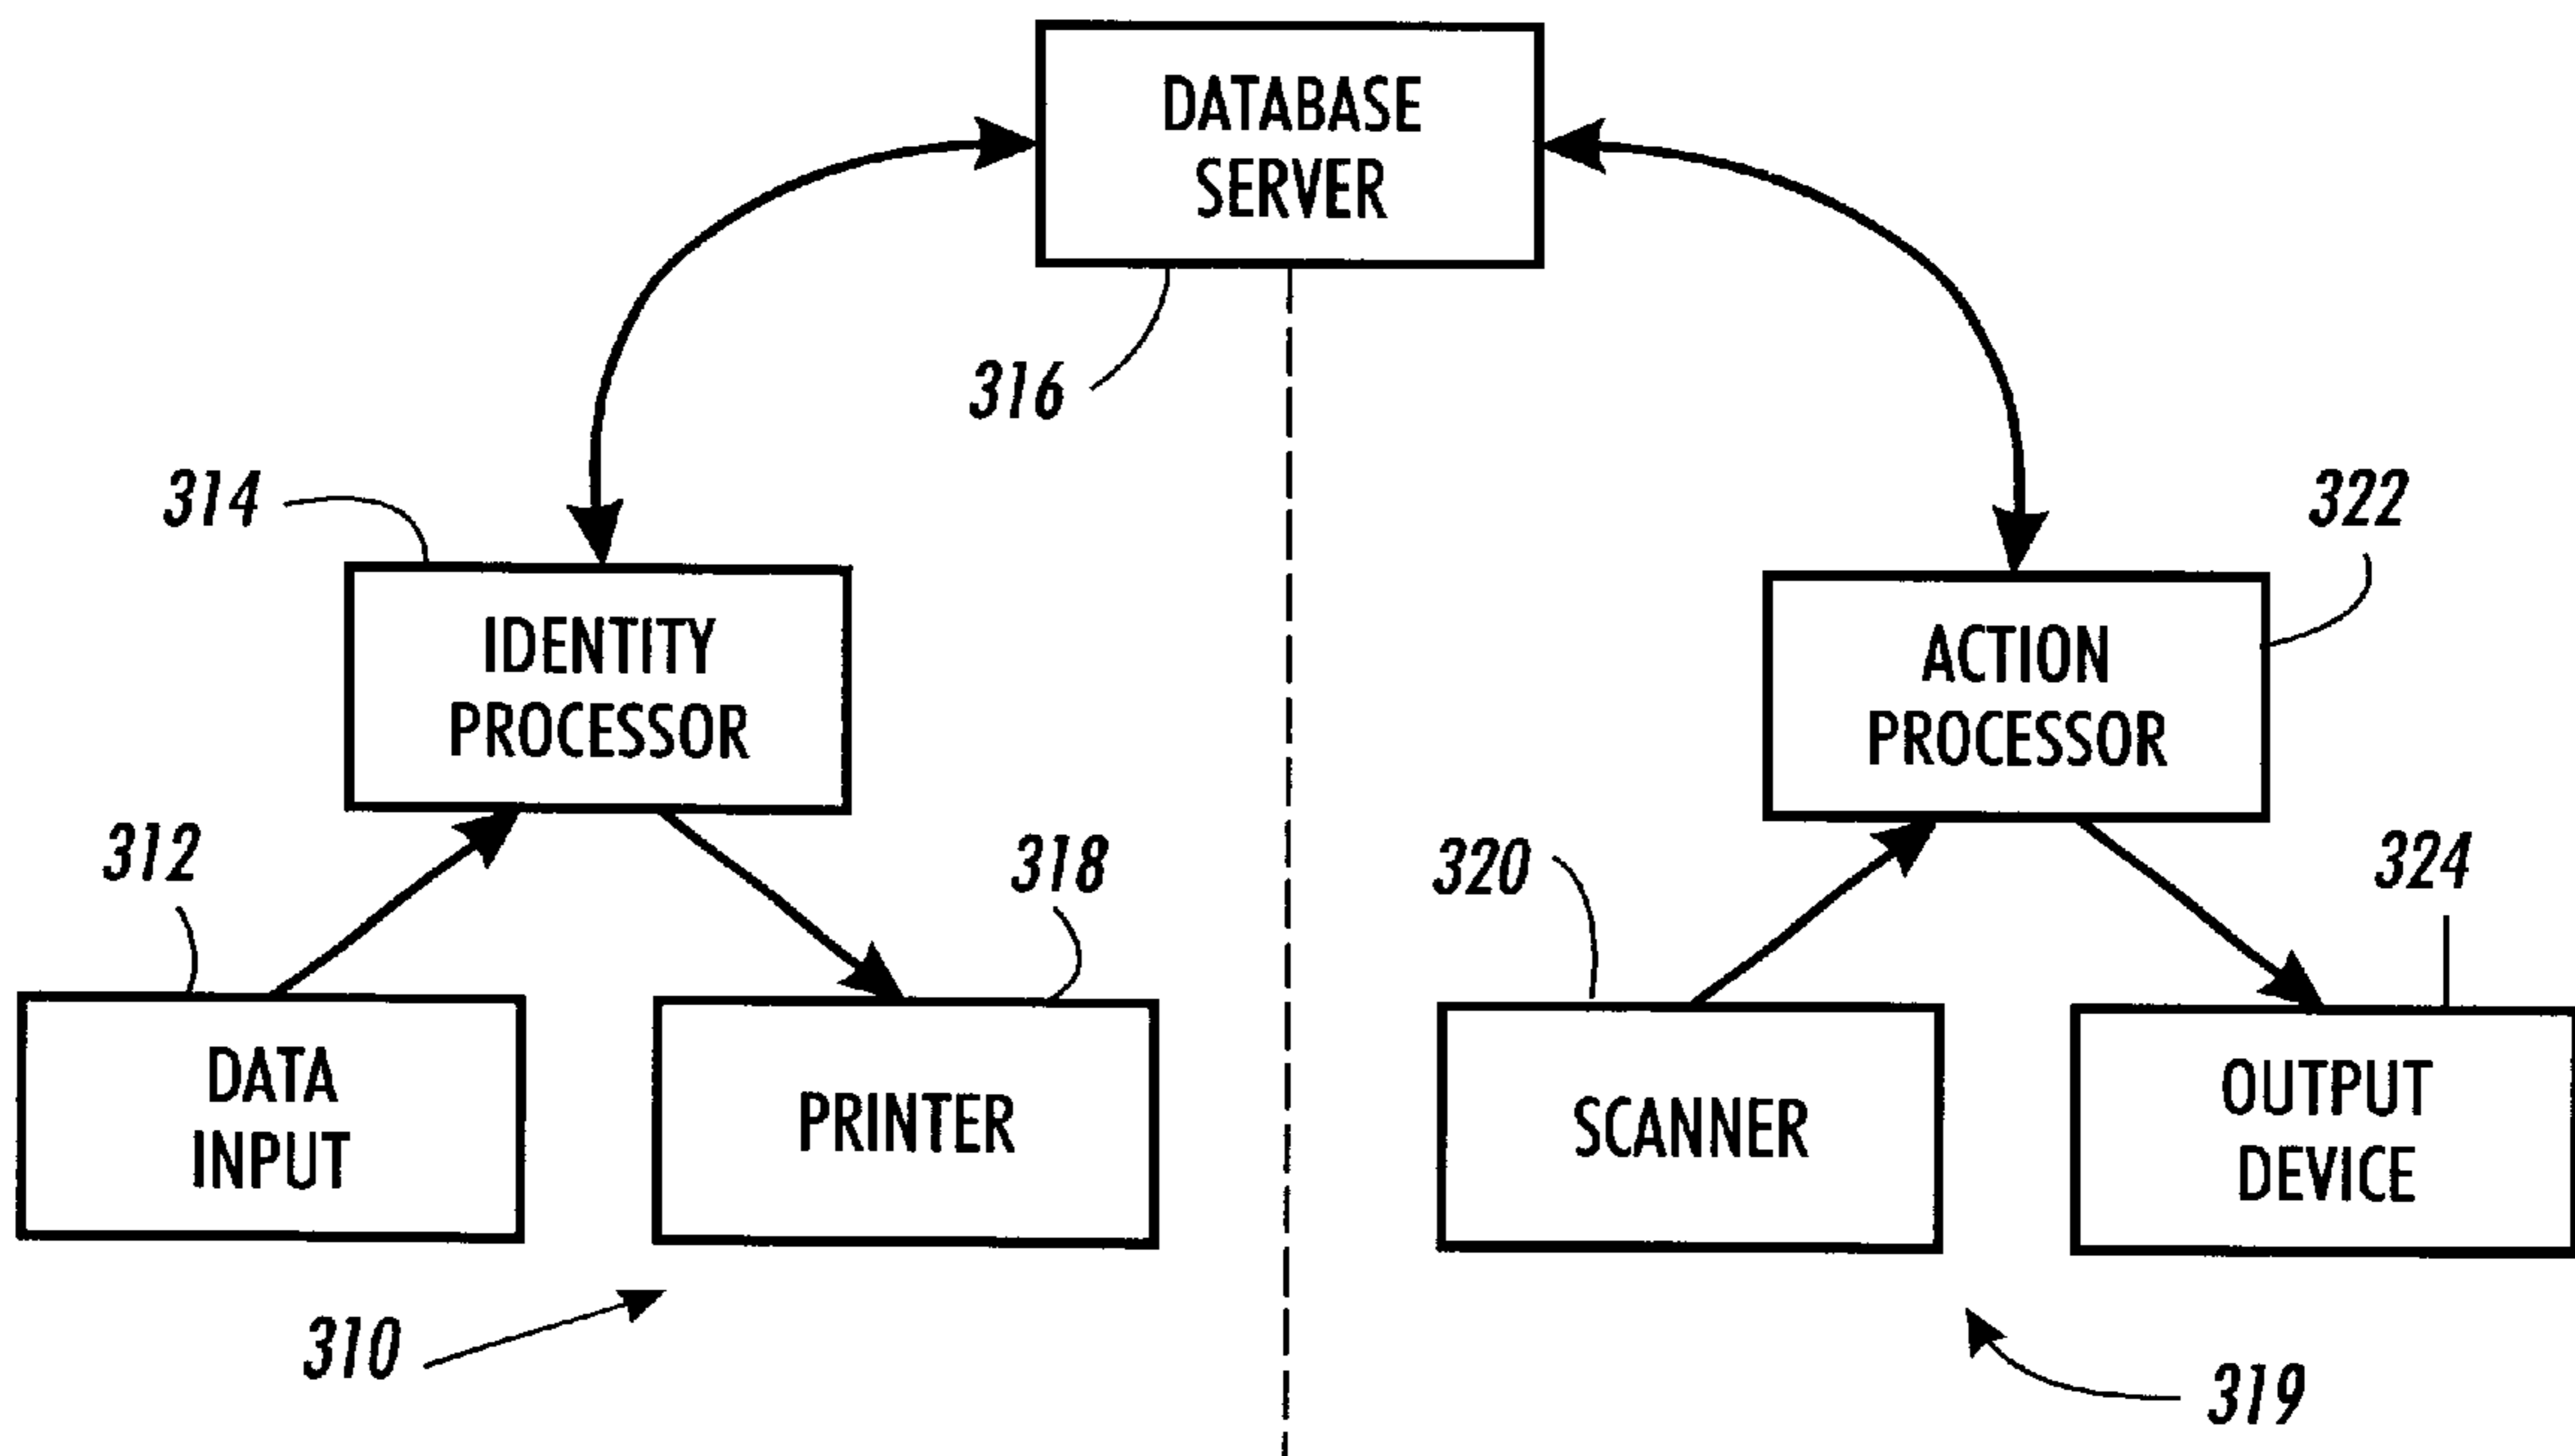 DATABASE
SERVER
316
314
322
IDENTITY
PROCESSOR
ACTION
PROCESSOR
312
318
320
324
DATA
INPUT
PRINTER
SCANNER
OUTPUT
DEVICE
310
319